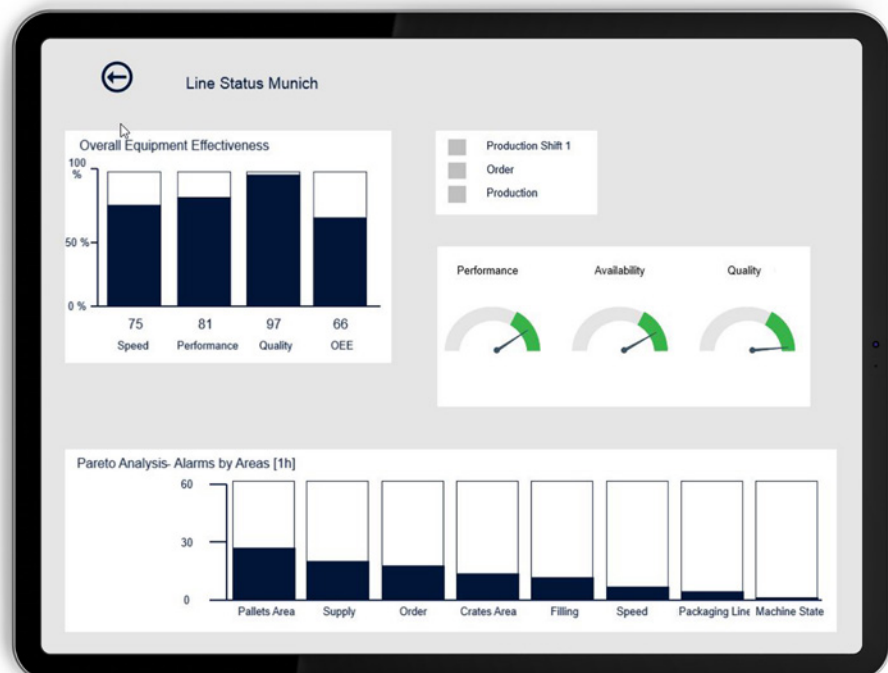 Line Status Munich
Overall Equipment Effectiveness
100
%
50 %
0 %
75 81 97 66
Speed Performance Quality OEE
Production Shift 1
Order
Production
Performance Availability Quality
Pareto Analysis- Alarms by Areas [1h]
60
30
0
Pallets Area Supply Order Crates Area Filling Speed Packaging Line Machine State